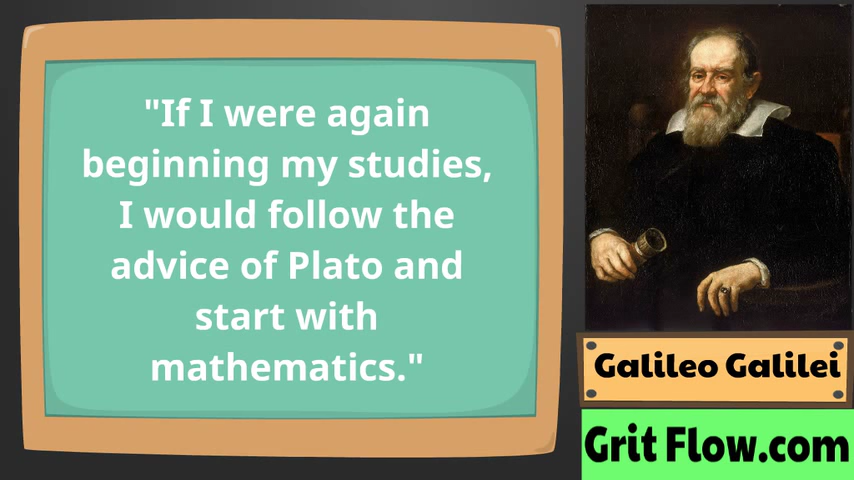 "If I were again
beginning my studies,
I would follow the
advice of Plato and
start with
mathematics."
Galileo Galilei
Grit Flow.com